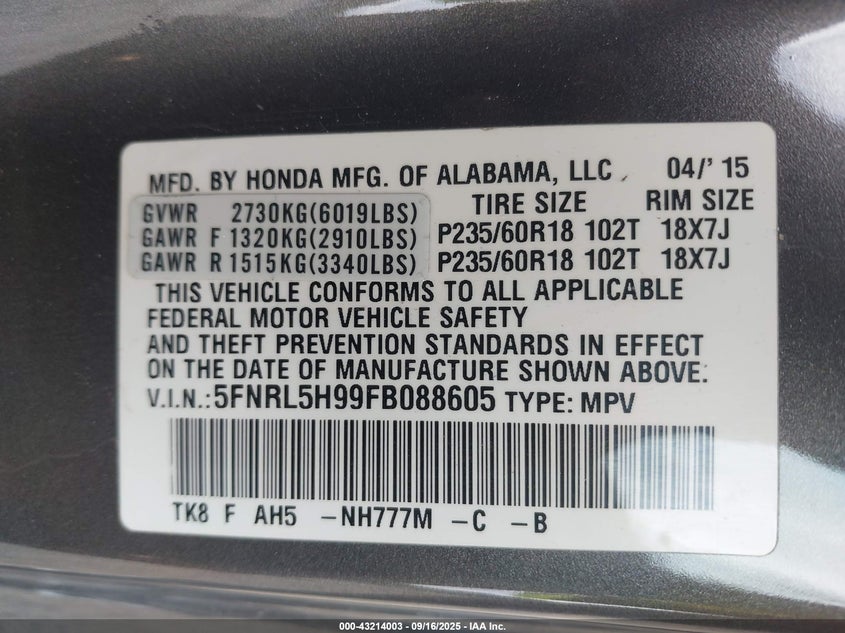 MFD. BY HONDA MFG. OF ALABAMA, LLC 04/' 15
GVWR 2730KG(6019LBS) TIRE SIZE RIM SIZE
GAWR F 1320KG(2910LBS) P235/60R18 102T 18X7J
GAWR R 1515KG(3340LBS) P235/60R18 102T 18X7J
THIS VEHICLE CONFORMS TO ALL APPLICABLE
FEDERAL MOTOR VEHICLE SAFETY
AND THEFT PREVENTION STANDARDS IN EFFECT
ON THE DATE OF MANUFACTURE SHOWN ABOVE.
V.I.N.:5FNRL5H99FB088605 TYPE: MPV
TK8 F AH5 -NH777M -C -B
000-43214003 - 09/16/2025 - IAA Inc.